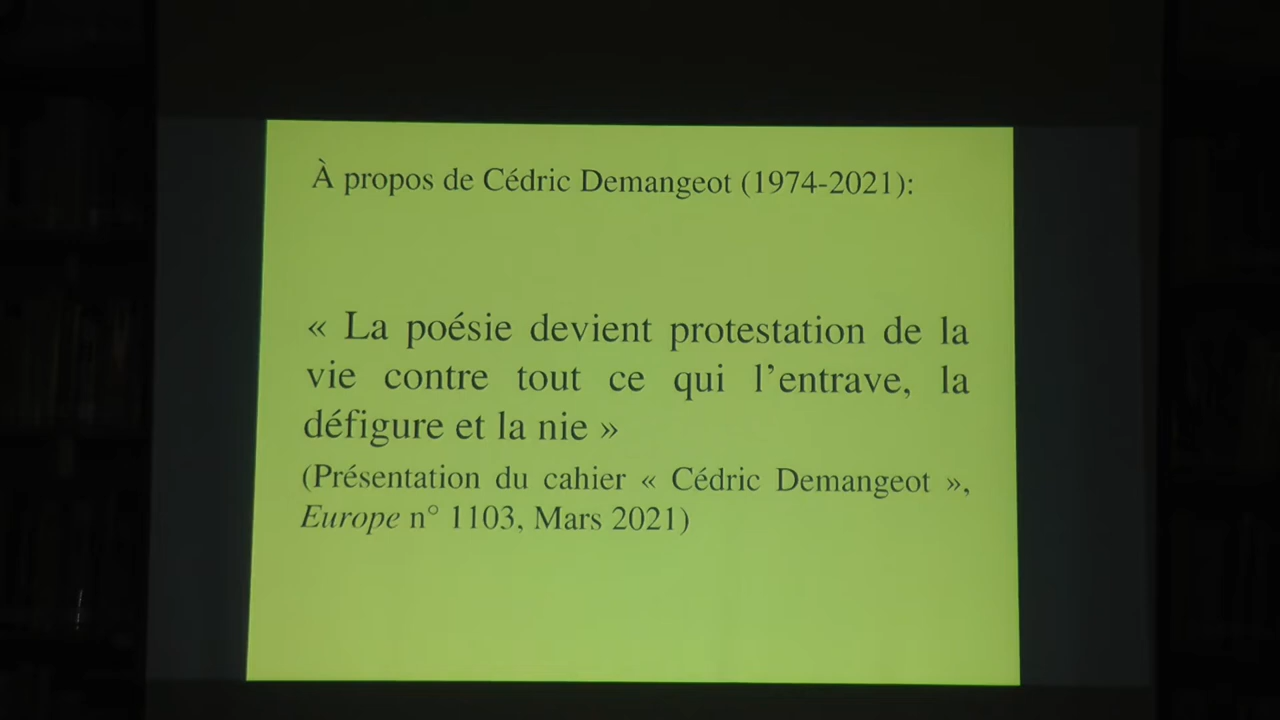 À propos de Cédric Demangeot (1974-2021):
« La poésie devient protestation de la
vie contre tout ce qui l’entrave, la
défigure et la nie »
(Présentation du cahier « Cédric Demangeot »,
Europe n° 1103, Mars 2021)